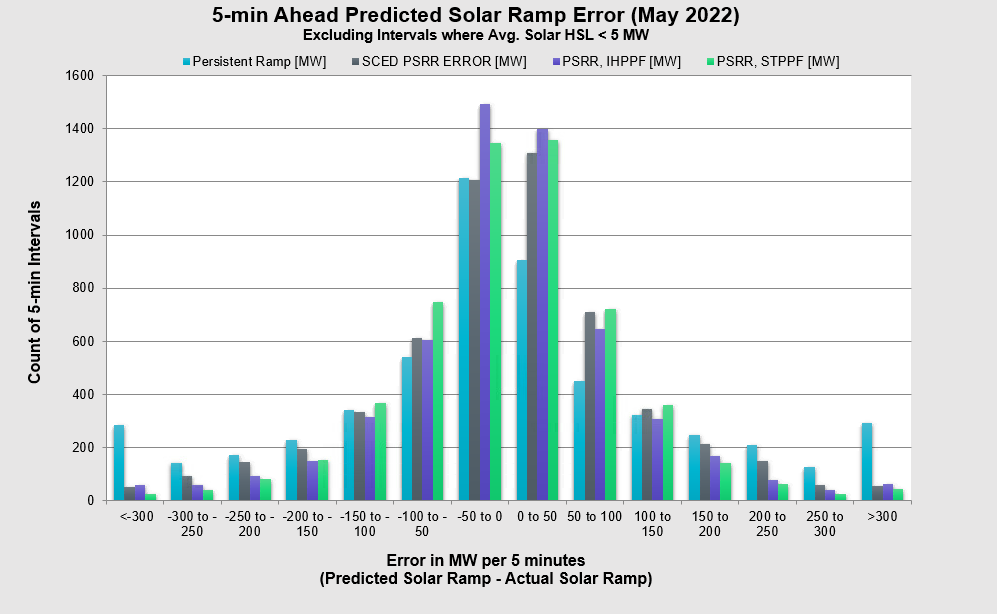 5-min Ahead Predicted Solar Ramp Error (May 2022)
Excluding Intervals where Avg. Solar HSL < 5 MW
Persistent Ramp [MW] SCED PSRR ERROR [MW] PSRR, IHPPF [MW] PSRR, STPPF [MW]
1600
1400
1200
1000
800
600
400
200
0
Count of 5-min Intervals
<-300 -300 to - -250 to - -200 to - -150 to - -100 to - -50 to 0 0 to 50 50 to 100 100 to 150 to 200 to 250 to >300
250 200 150 100 50 150 200 250 300
Error in MW per 5 minutes
(Predicted Solar Ramp - Actual Solar Ramp)